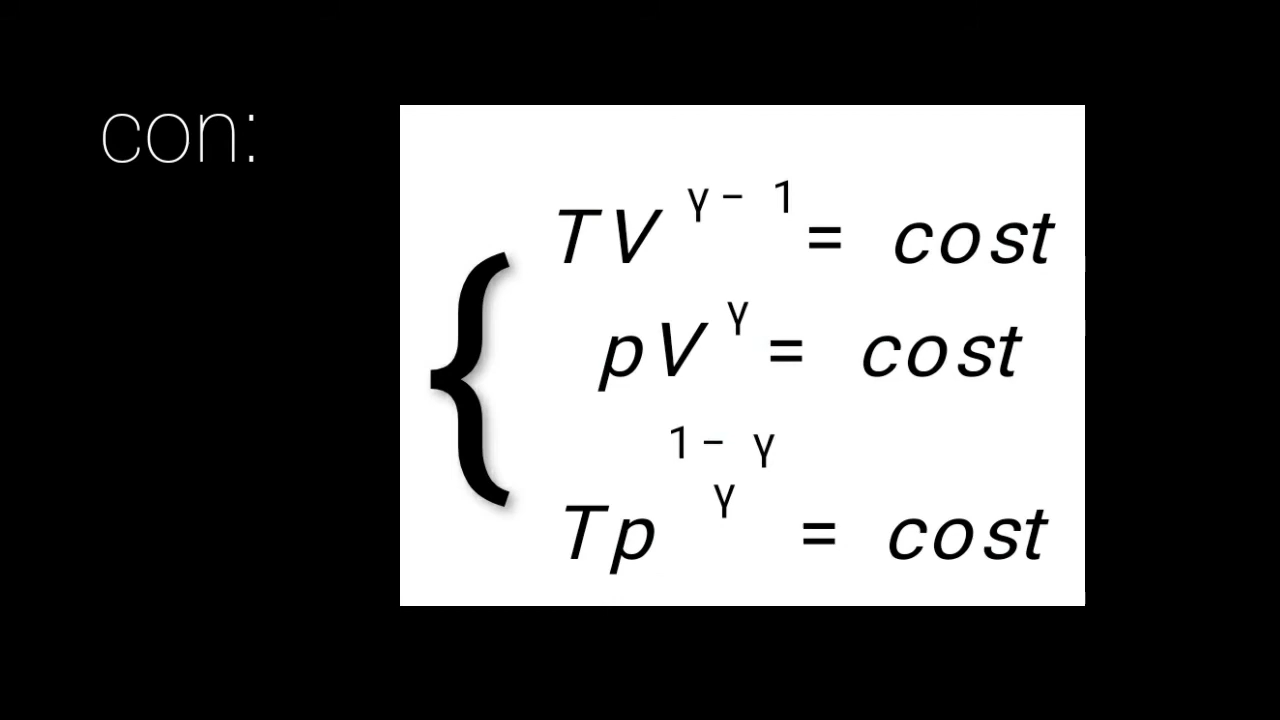 con:
{
TV^γ − 1 = cost
pV^γ = cost
1 − γ
γ
Tp = cost